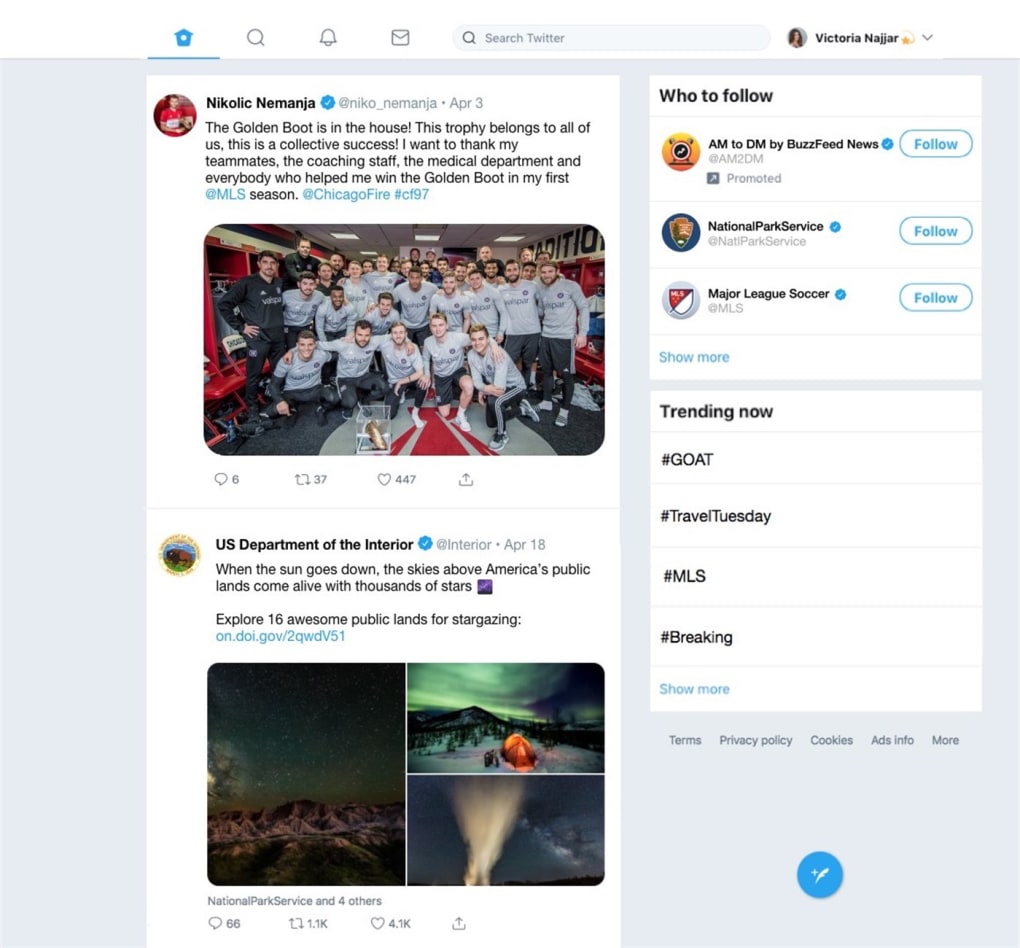 Search Twitter
Victoria Najjar
Nikolic Nemanja @niko_nemanja · Apr 3
The Golden Boot is in the house! This trophy belongs to all of
us, this is a collective success! I want to thank my
teammates, the coaching staff, the medical department and
everybody who helped me win the Golden Boot in my first
@MLS season. @ChicagoFire #cf97
ADITIO
valspar
valspar
valspar
valspar
CHICAGO
6 37 447
US Department of the Interior @Interior · Apr 18
When the sun goes down, the skies above America’s public
lands come alive with thousands of stars
Explore 16 awesome public lands for stargazing:
on.doi.gov/2qwdV51
NationalParkService and 4 others
66 1.1K 4.1K
Who to follow
AM to DM by BuzzFeed News
@AM2DM
Follow
Promoted
NationalParkService
@NatlParkService
Follow
MLS
Major League Soccer
@MLS
Follow
Show more
Trending now
#GOAT
#TravelTuesday
#MLS
#Breaking
Show more
Terms Privacy policy Cookies Ads info More